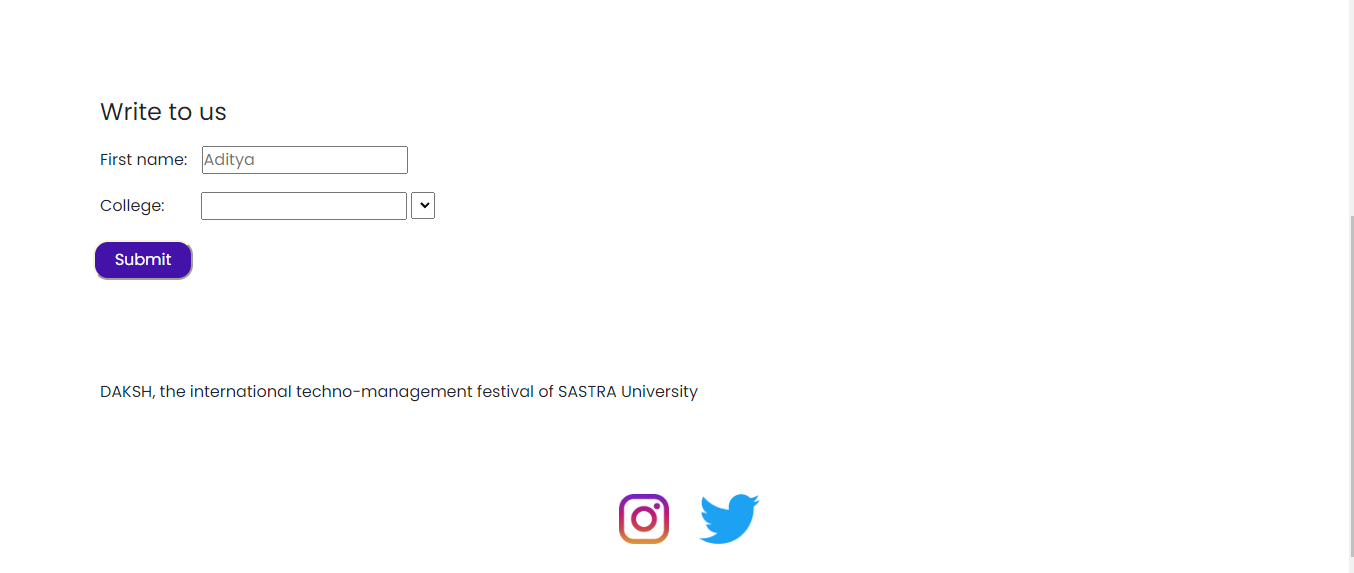 Write to us
First name: Aditya
College:
Submit
DAKSH, the international techno-management festival of SASTRA University